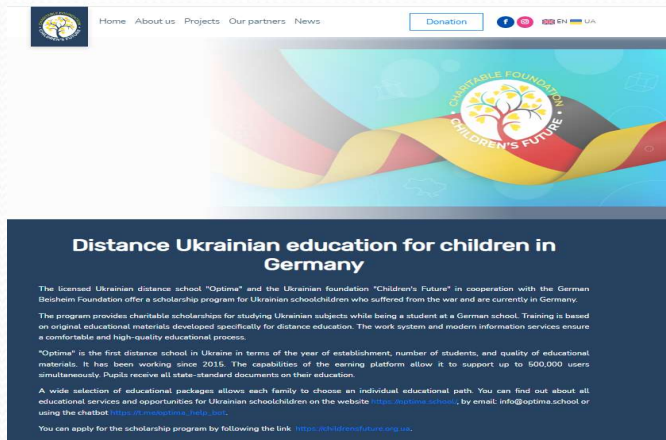 Home About us Projects Our partners News
Donation
EN UA
CHARITABLE FOUNDATION
CHILDREN'S FUTURE
Distance Ukrainian education for children in
Germany
The licensed Ukrainian distance school "Optima" and the Ukrainian foundation "Children's Future" in cooperation with the German
Beisheim Foundation offer a scholarship program for Ukrainian schoolchildren who suffered from the war and are currently in Germany.
The program provides charitable scholarships for studying Ukrainian subjects while being a student at a German school. Training is based
on original educational materials developed specifically for distance education. The work system and modern information services ensure
a comfortable and high-quality educational process.
"Optima" is the first distance school in Ukraine in terms of the year of establishment, number of students, and quality of educational
materials. It has been working since 2015. The capabilities of the earning platform allow it to support up to 500,000 users
simultaneously. Pupils receive all state-standard documents on their education.
A wide selection of educational packages allows each family to choose an individual educational path. You can find out about all
educational services and opportunities for Ukrainian schoolchildren on the website https://optima.school/, by email: info@optima.school or
using the chatbot https://t.me/optima_help_bot.
You can apply for the scholarship program by following the link